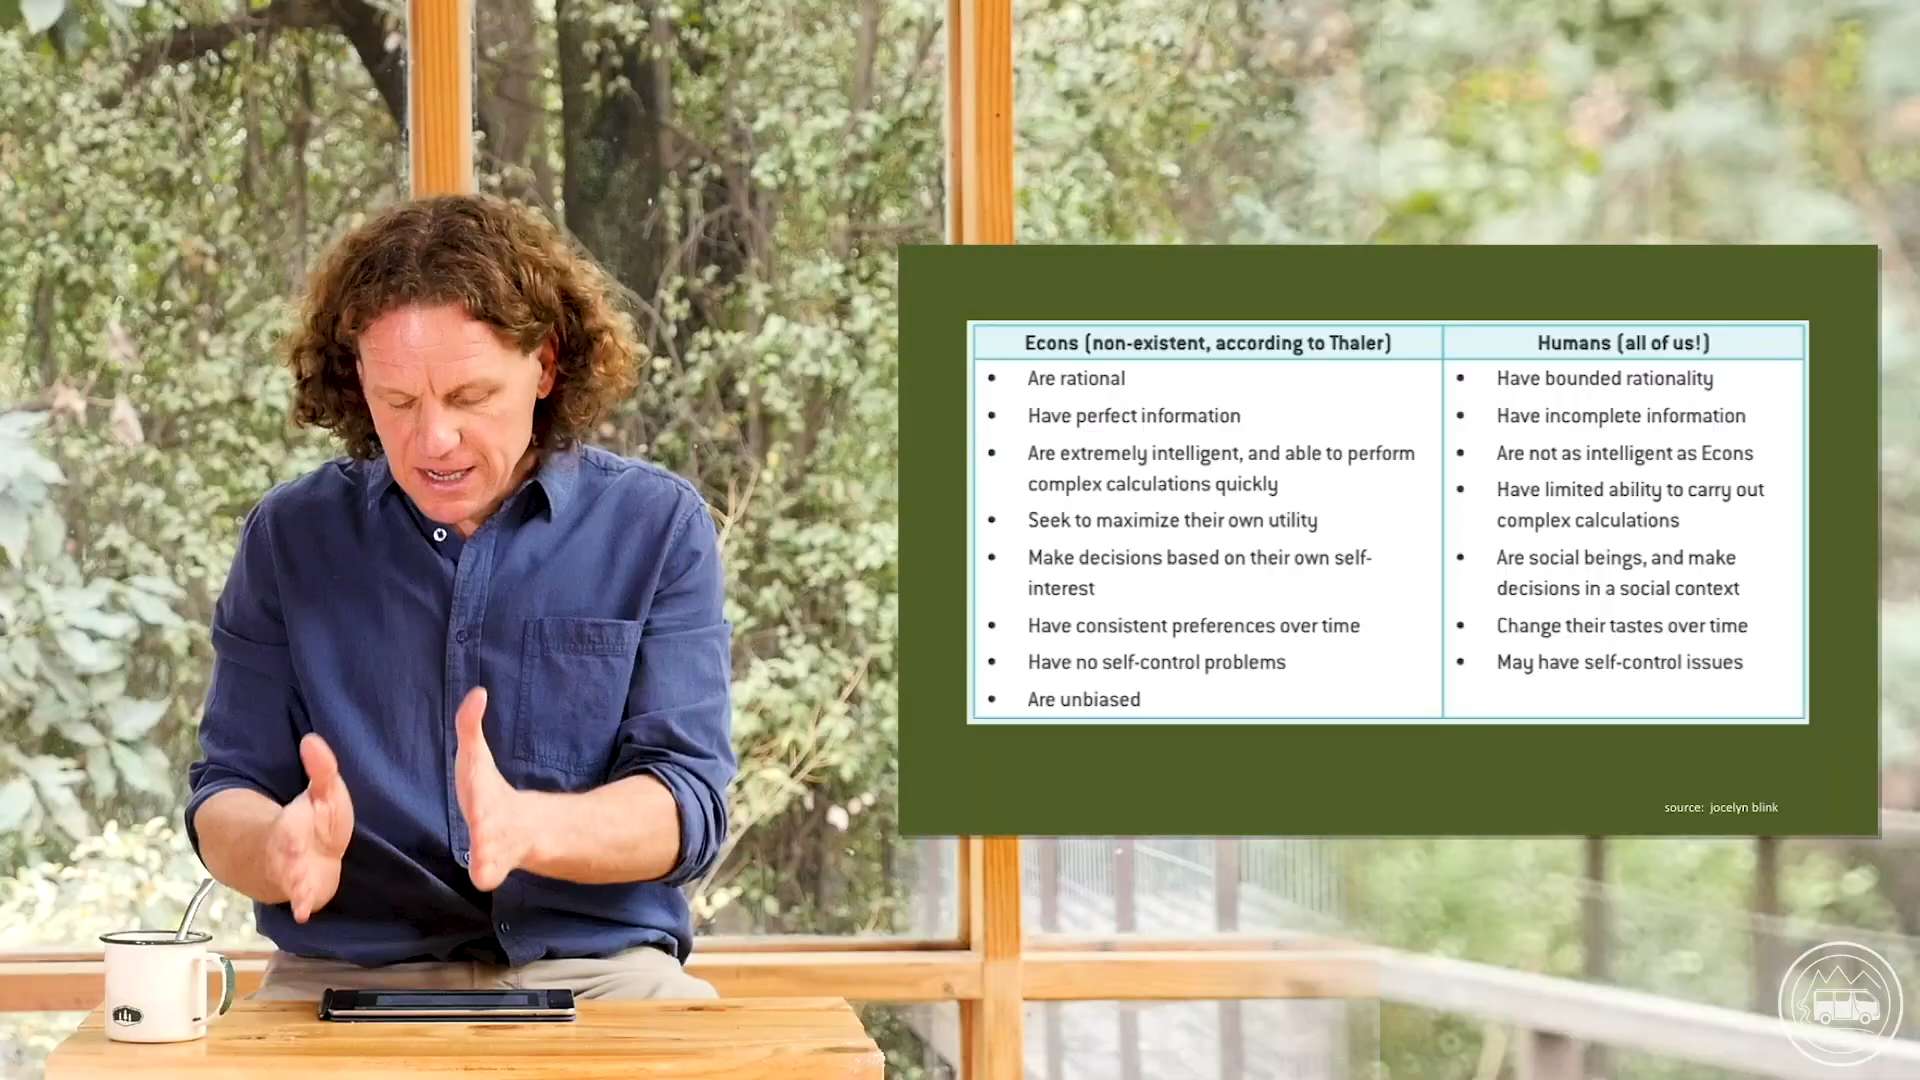 Econs (non-existent, according to Thaler)
• Are rational
• Have perfect information
• Are extremely intelligent, and able to perform
complex calculations quickly
• Seek to maximize their own utility
• Make decisions based on their own self-
interest
• Have consistent preferences over time
• Have no self-control problems
• Are unbiased
Humans (all of us!)
• Have bounded rationality
• Have incomplete information
• Are not as intelligent as Econs
• Have limited ability to carry out
complex calculations
• Are social beings, and make
decisions in a social context
• Change their tastes over time
• May have self-control issues
source: jocelyn blink